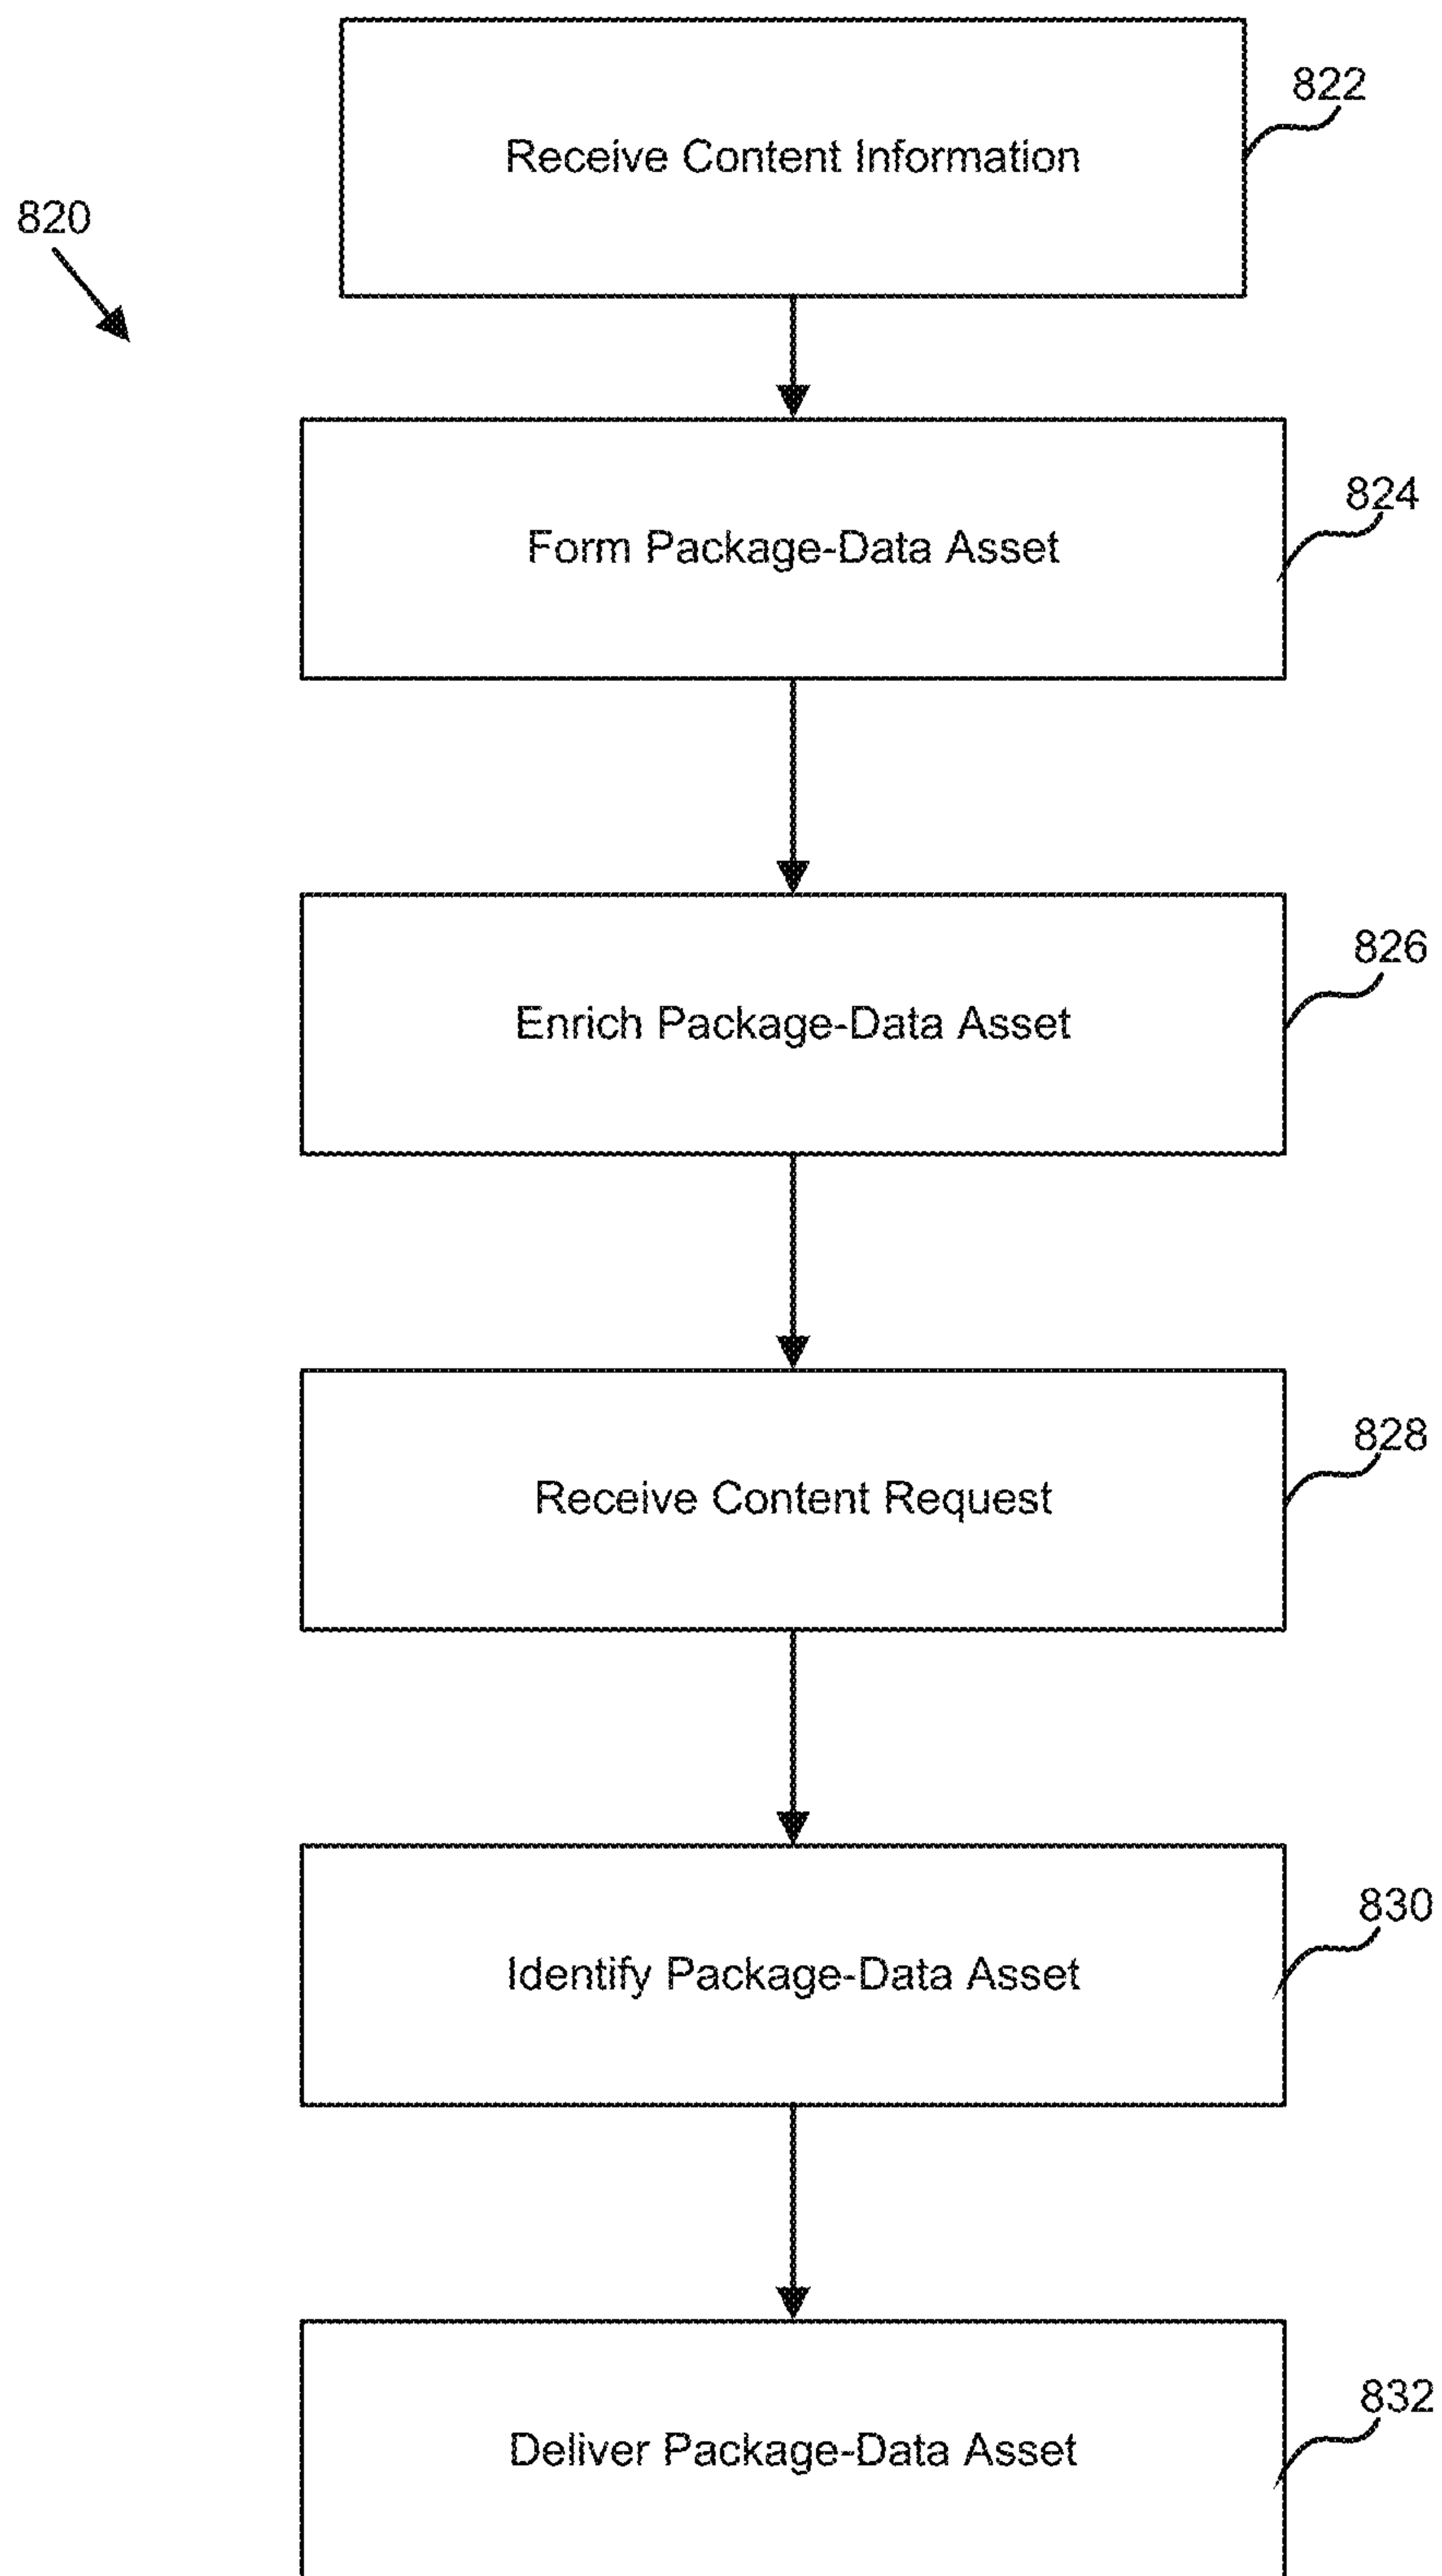 822
Receive Content Information
820
824
Form Package-Data Asset
826
Enrich Package-Data Asset
828
Receive Content Request
830
Identify Package-Data Asset
832
Deliver Package-Data Asset